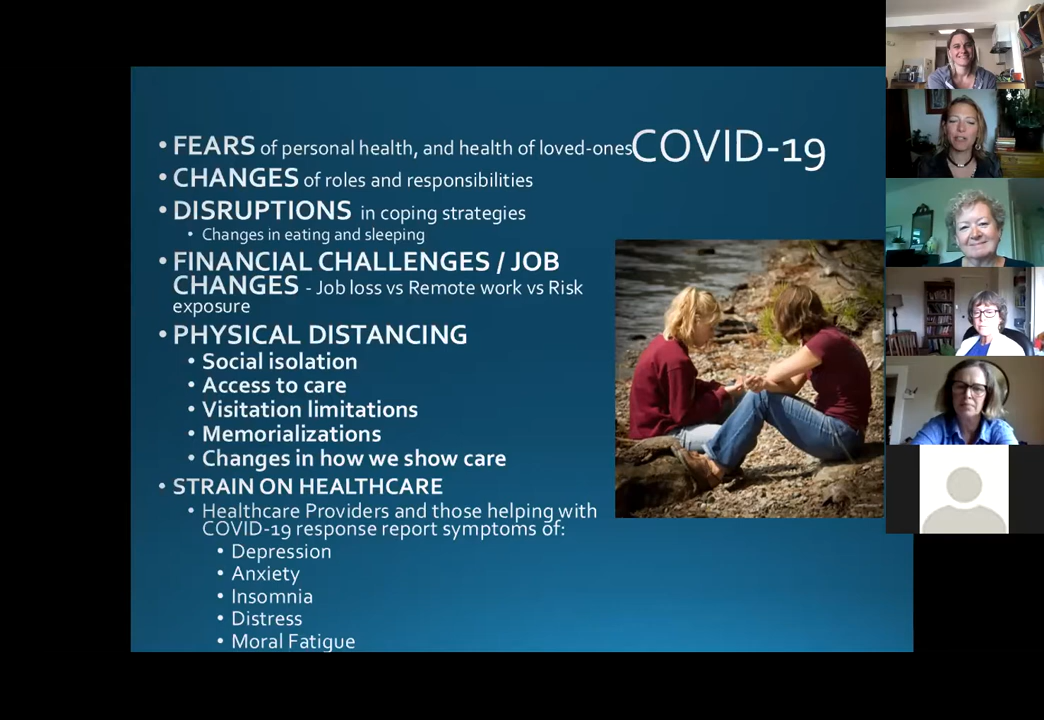 COVID-19
• FEARS of personal health, and health of loved-ones
• CHANGES of roles and responsibilities
• DISRUPTIONS in coping strategies
• Changes in eating and sleeping
• FINANCIAL CHALLENGES / JOB
CHANGES - Job loss vs Remote work vs Risk
exposure
• PHYSICAL DISTANCING
• Social isolation
• Access to care
• Visitation limitations
• Memorializations
• Changes in how we show care
• STRAIN ON HEALTHCARE
• Healthcare Providers and those helping with
COVID-19 response report symptoms of:
• Depression
• Anxiety
• Insomnia
• Distress
• Moral Fatigue